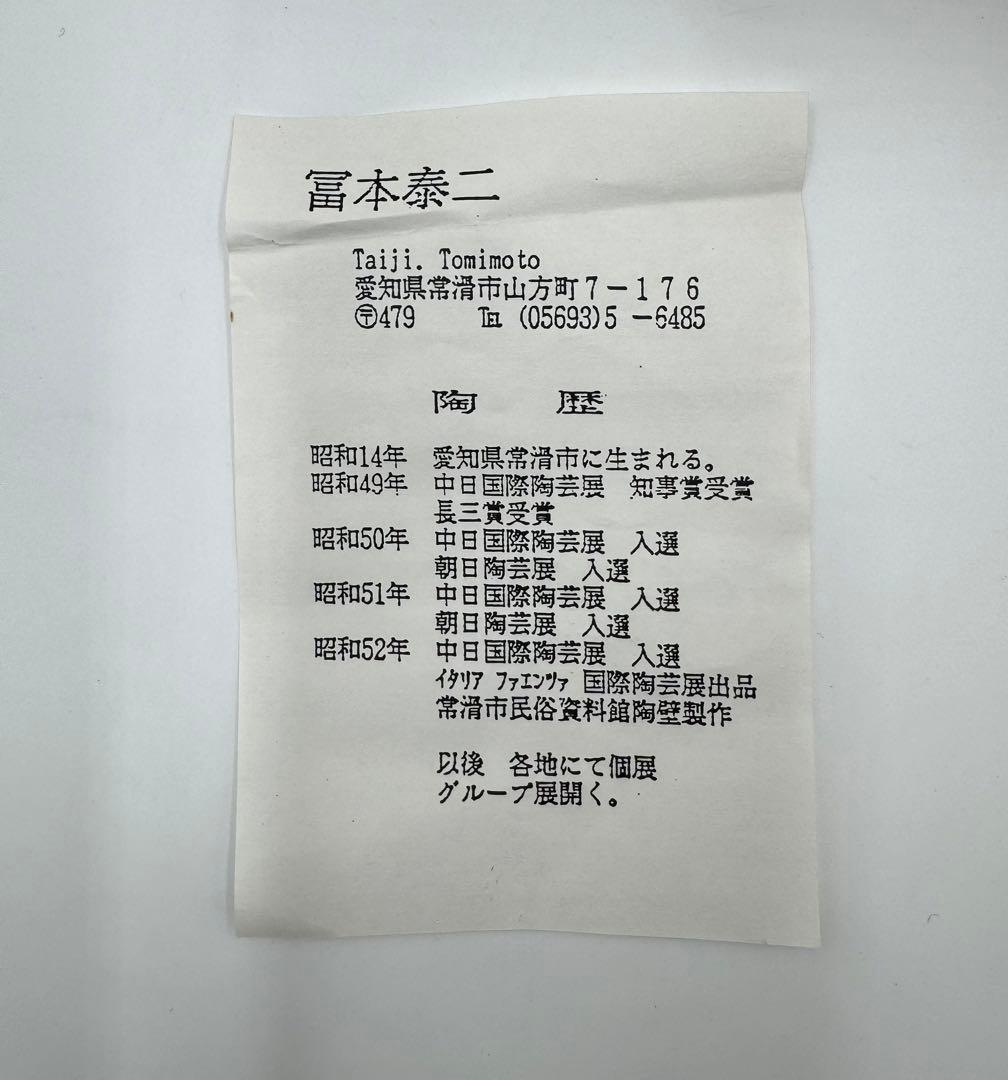 冨本泰二
Taiji. Tomimoto
愛知県常滑市山方町7-176
〶479 ℡ (05693)5-6485
陶 歴
昭和14年 愛知県常滑市に生まれる。
昭和49年 中日国際陶芸展 知事賞受賞
長三賞受賞
昭和50年 中日国際陶芸展 入選
朝日陶芸展 入選
昭和51年 中日国際陶芸展 入選
朝日陶芸展 入選
昭和52年 中日国際陶芸展 入選
ｲﾀﾘｱ ﾌｧｴﾝﾂｧ 国際陶芸展出品
常滑市民俗資料館陶壁製作
以後 各地にて個展
グループ展開く。